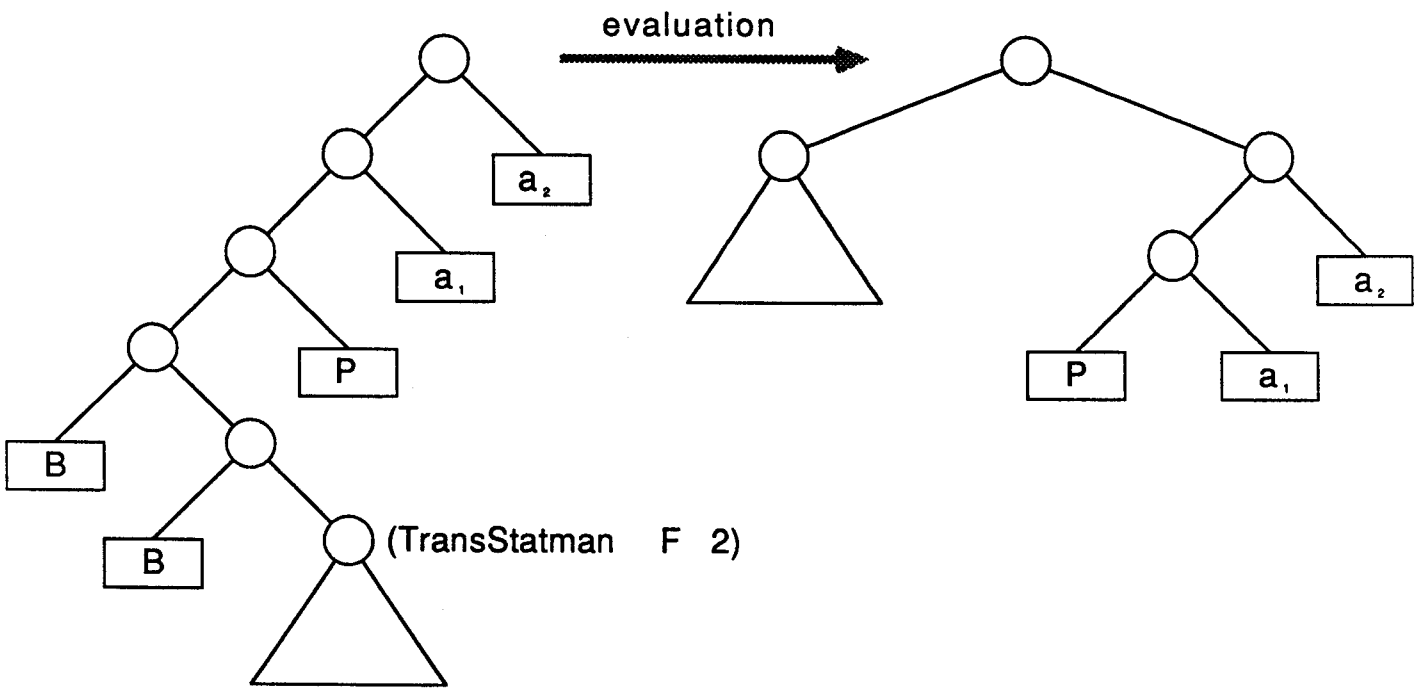 evaluation
a₂
a₁
a₂
P
P
a₁
B
B
(TransStatman F 2)